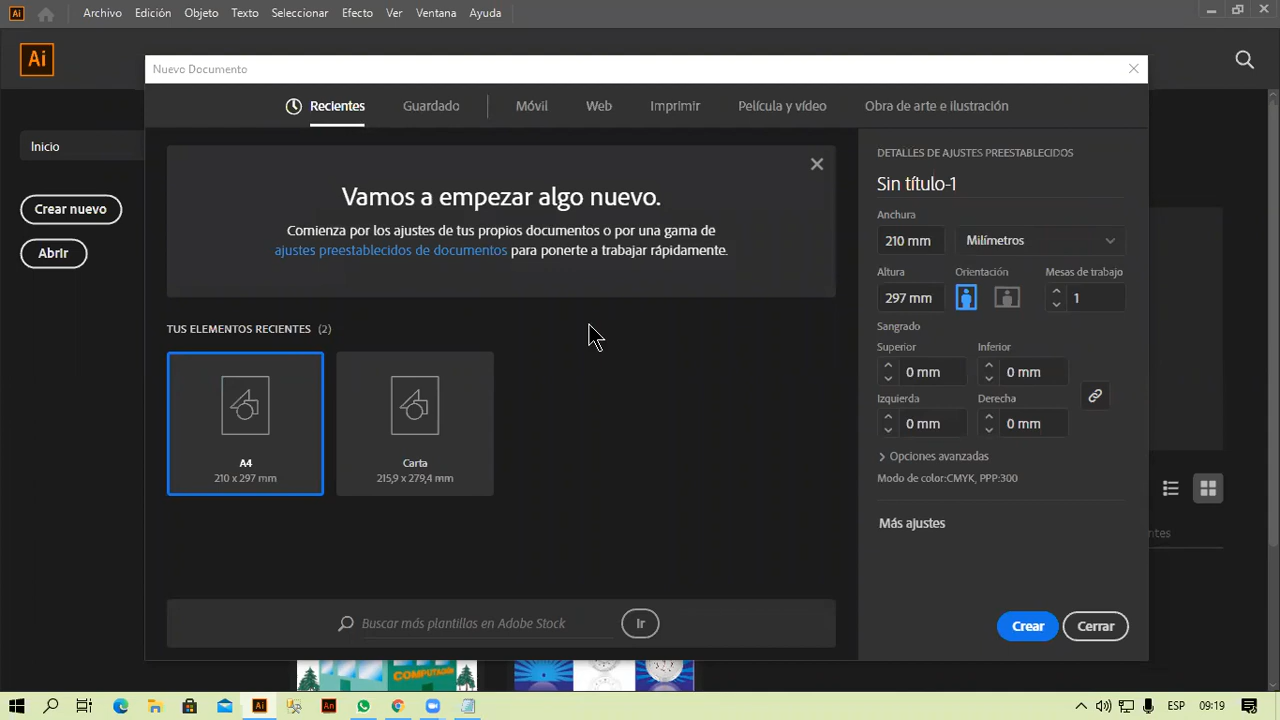 Ai
Archivo Edición Objeto Texto Seleccionar Efecto Ver Ventana Ayuda
Ai
Nuevo Documento
Recientes Guardado Móvil Web Imprimir Película y vídeo Obra de arte e ilustración
Inicio
Crear nuevo
Abrir
Vamos a empezar algo nuevo.
Comienza por los ajustes de tus propios documentos o por una gama de
ajustes preestablecidos de documentos para ponerte a trabajar rápidamente.
TUS ELEMENTOS RECIENTES (2)
A4
210 x 297 mm
Carta
215,9 x 279,4 mm
Buscar más plantillas en Adobe Stock
Ir
DETALLES DE AJUSTES PREESTABLECIDOS
Sin título-1
Anchura
210 mm Milímetros
Altura Orientación Mesas de trabajo
297 mm 1
Sangrado
Superior Inferior
0 mm 0 mm
Izquierda Derecha
0 mm 0 mm
Opciones avanzadas
Modo de color:CMYK, PPP:300
Más ajustes
Crear Cerrar
ntes
COMPUTACIÓN
Ai An ESP 09:19